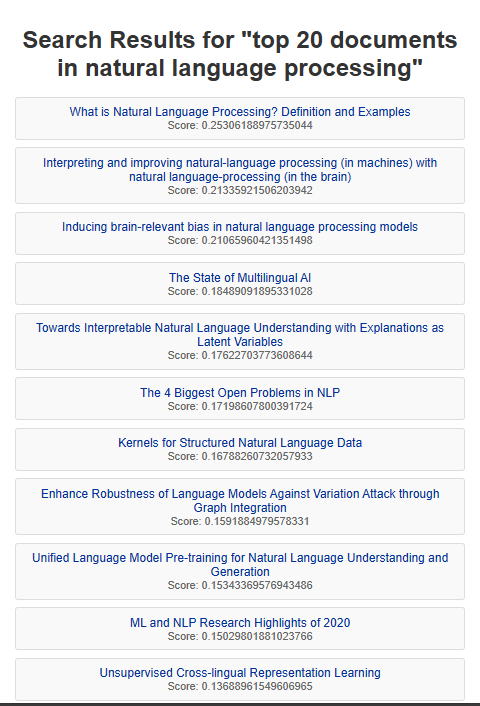 Search Results for "top 20 documents
in natural language processing"
What is Natural Language Processing? Definition and Examples
Score: 0.25306188975735044
Interpreting and improving natural-language processing (in machines) with
natural language-processing (in the brain)
Score: 0.21335921506203942
Inducing brain-relevant bias in natural language processing models
Score: 0.21065960421351498
The State of Multilingual AI
Score: 0.18489091895331028
Towards Interpretable Natural Language Understanding with Explanations as
Latent Variables
Score: 0.17622703773608644
The 4 Biggest Open Problems in NLP
Score: 0.17198607800391724
Kernels for Structured Natural Language Data
Score: 0.16788260732057933
Enhance Robustness of Language Models Against Variation Attack through
Graph Integration
Score: 0.1591884979578331
Unified Language Model Pre-training for Natural Language Understanding and
Generation
Score: 0.15343369576943486
ML and NLP Research Highlights of 2020
Score: 0.15029801881023766
Unsupervised Cross-lingual Representation Learning
Score: 0.13688961549606965